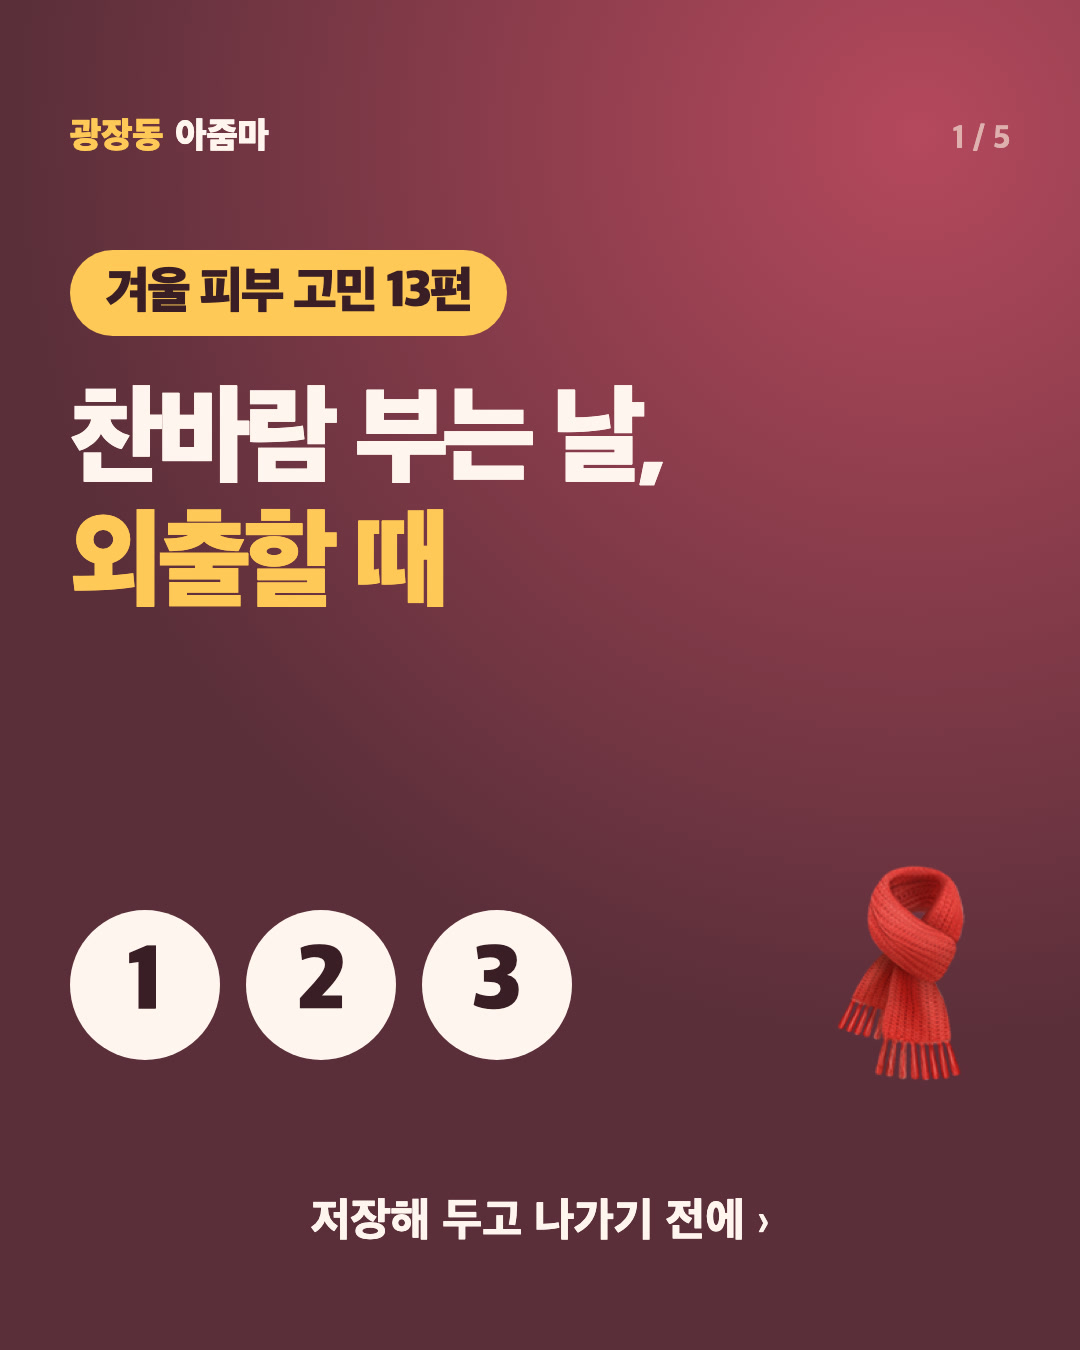 광장동 아줌마
1 / 5
겨울 피부 고민 13편
찬바람 부는 날,
외출할 때
1 2 3
저장해 두고 나가기 전에 ›